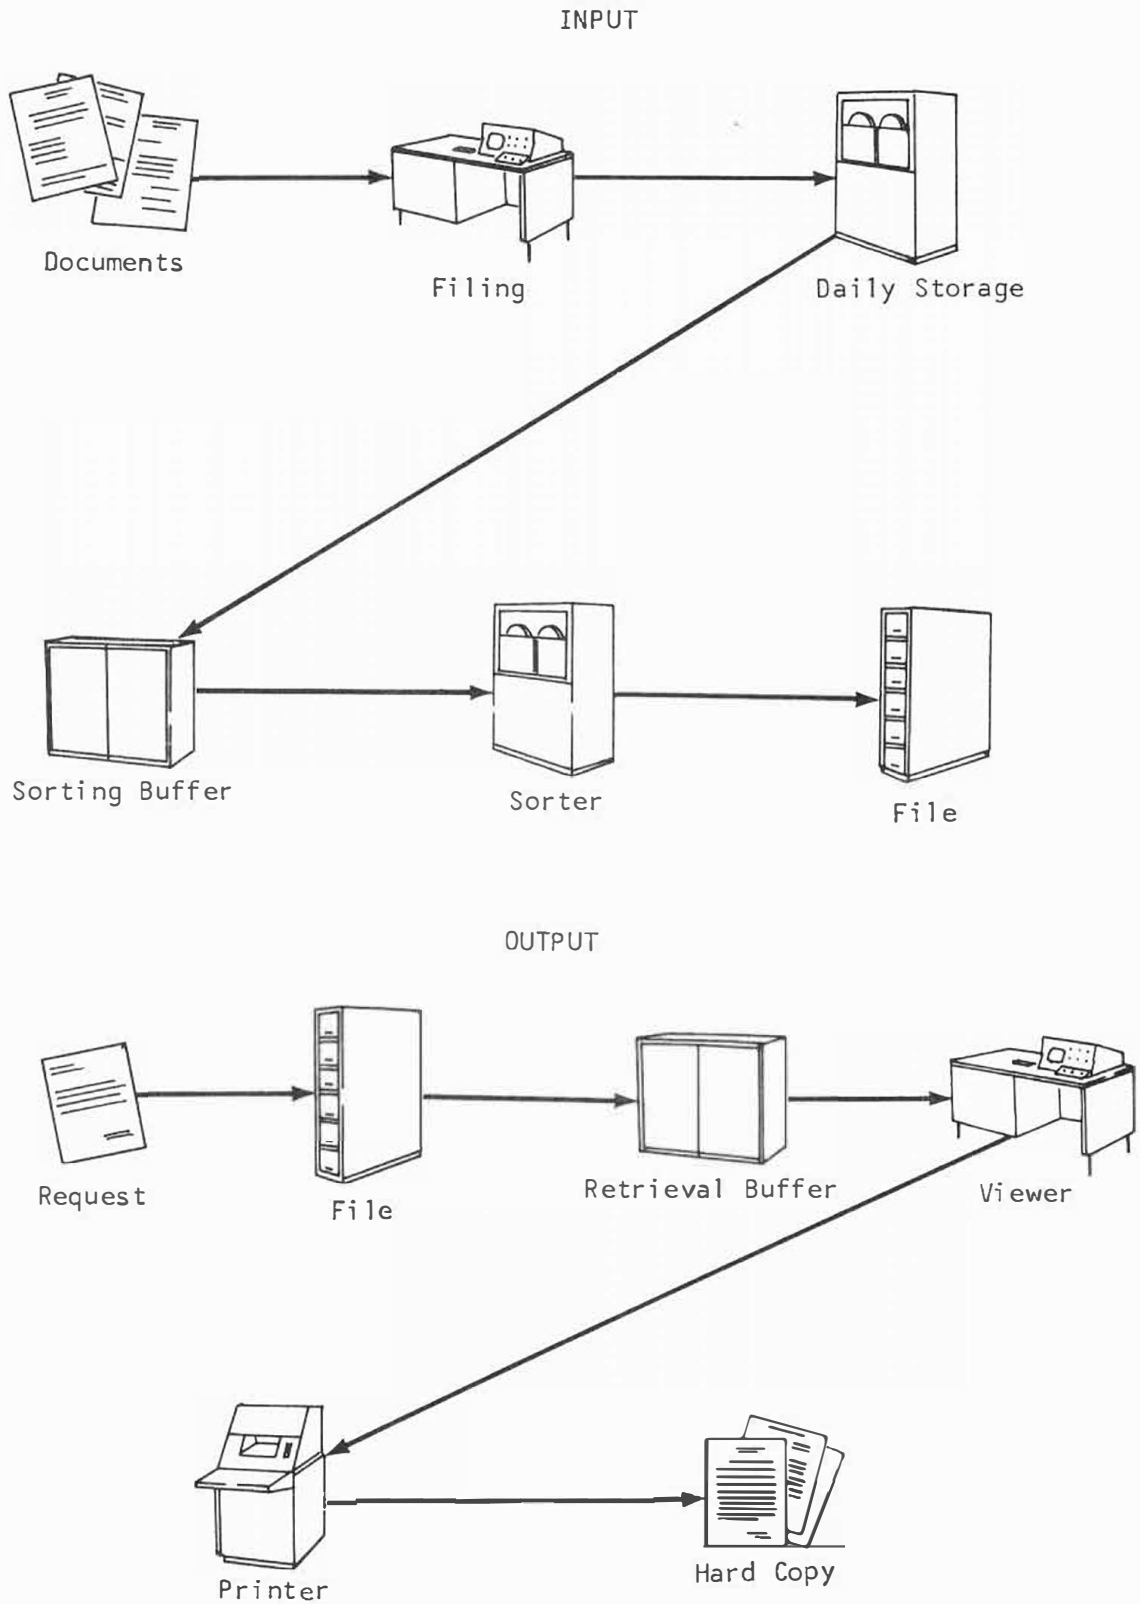 INPUT
Documents
Filing
Daily Storage
Sorting Buffer
Sorter
File
OUTPUT
Request
File
Retrieval Buffer
Viewer
Printer
Hard Copy